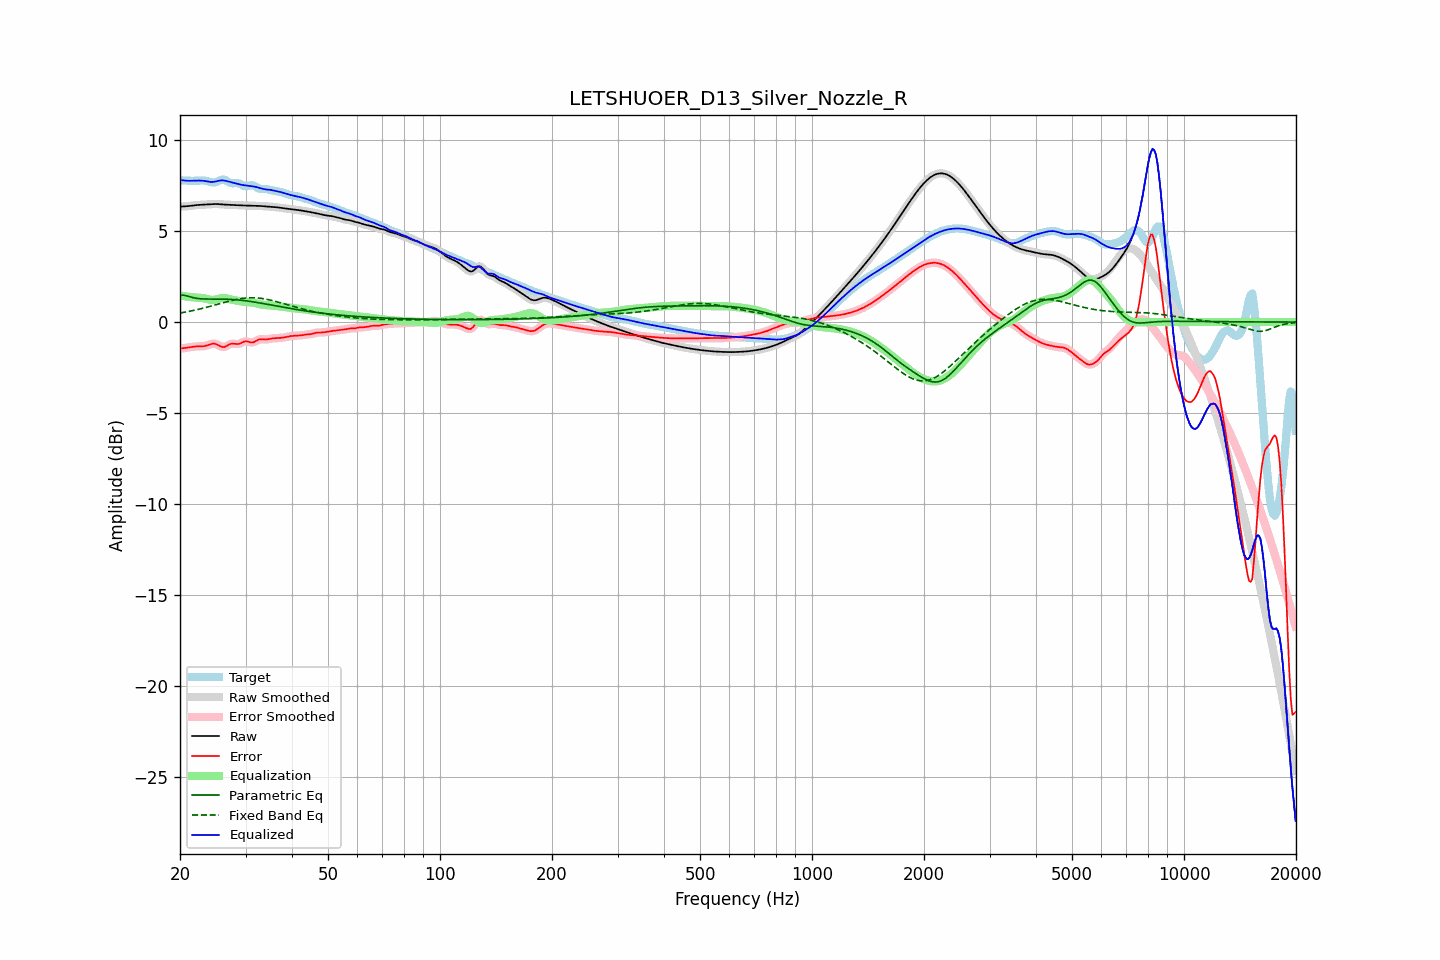 LETSHUOER_D13_Silver_Nozzle_R
10
5
0
−5
−10
−15
−20
−25
Amplitude (dBr)
Target
Raw Smoothed
Error Smoothed
Raw
Error
Equalization
Parametric Eq
Fixed Band Eq
Equalized
20 50 100 200 500 1000 2000 5000 10000 20000
Frequency (Hz)